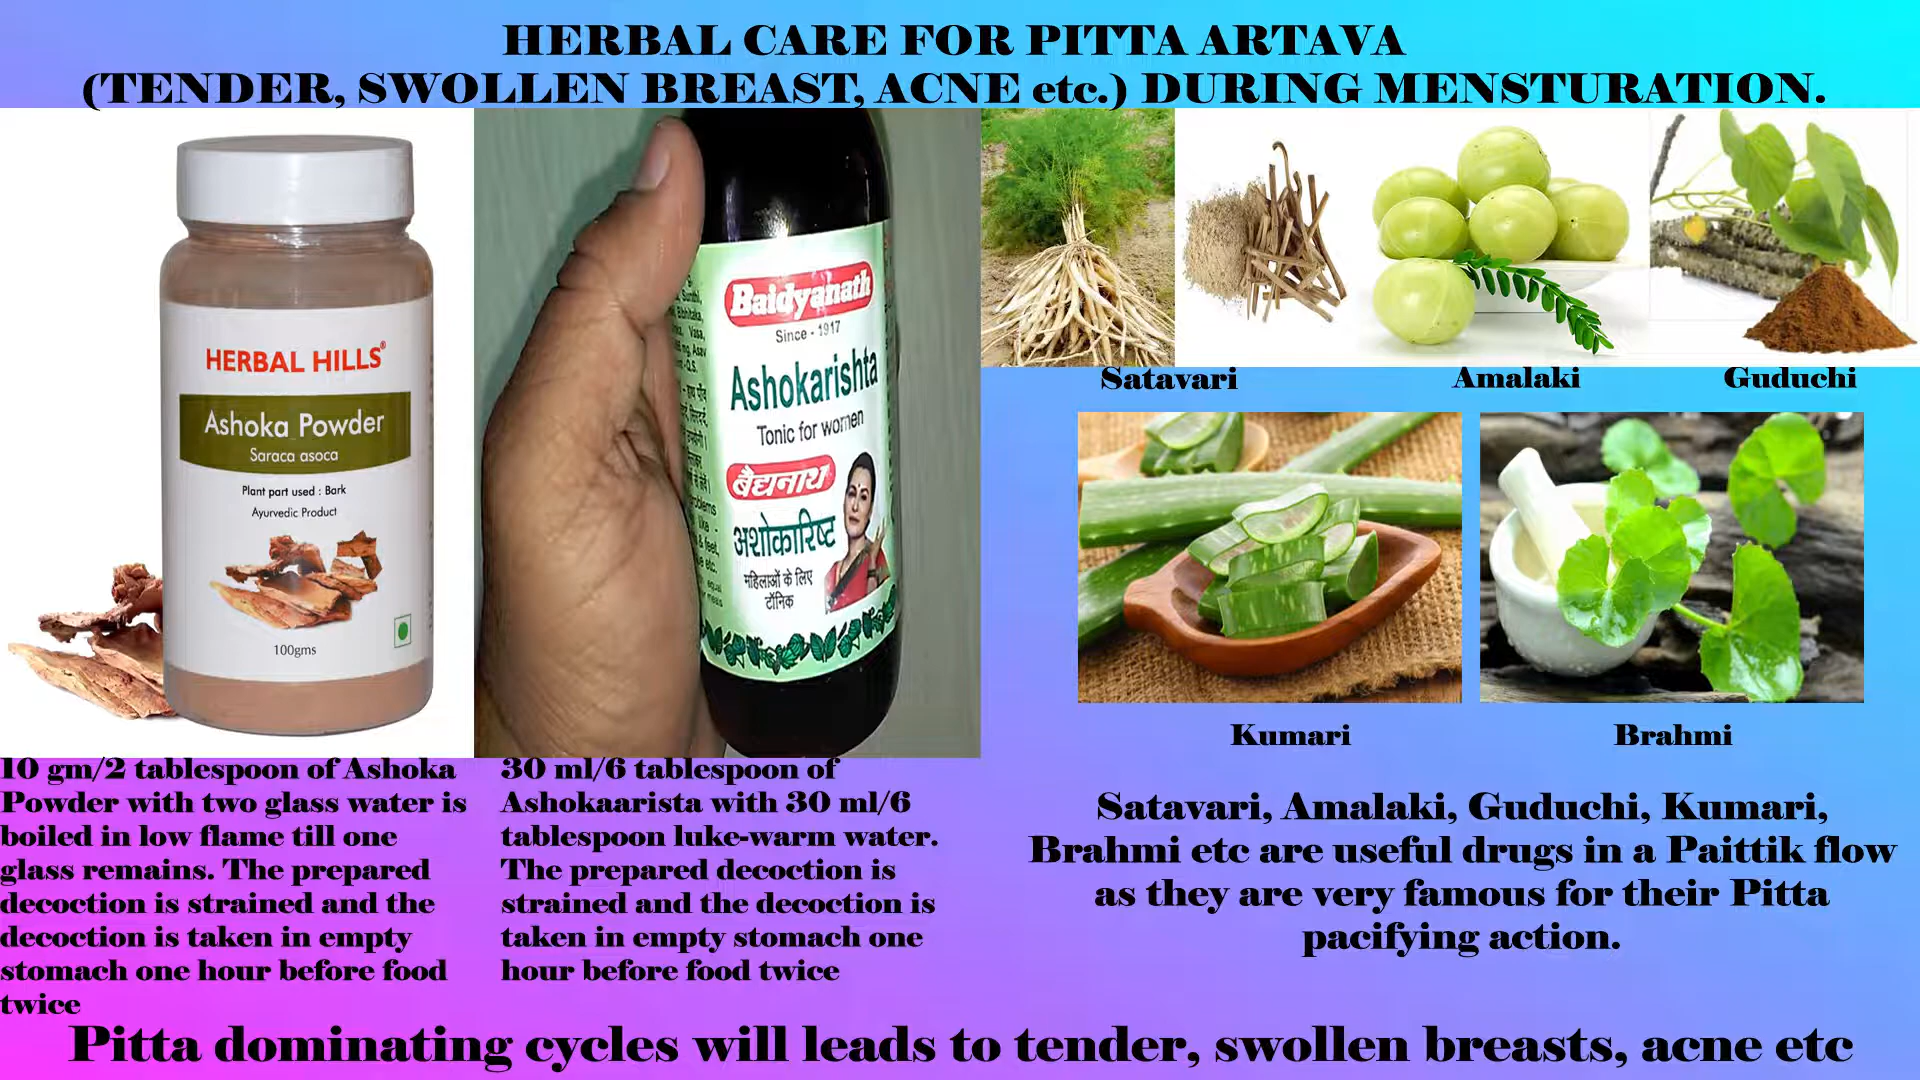 HERBAL CARE FOR PITTA ARTAVA
(TENDER, SWOLLEN BREAST, ACNE etc.) DURING MENSTURATION.
HERBAL HILLS®
Ashoka Powder
Saraca asoca
Plant part used : Bark
Ayurvedic Product
100gms
Baidyanath
Since - 1917
Ashokarishta
Tonic for women
बैद्यनाथ
अशोकारिष्ट
महिलाओं के लिए
टॉनिक
Satavari
Amalaki
Guduchi
Kumari
Brahmi
10 gm/2 tablespoon of Ashoka
Powder with two glass water is
boiled in low flame till one
glass remains. The prepared
decoction is strained and the
decoction is taken in empty
stomach one hour before food
twice
30 ml/6 tablespoon of
Ashokaarista with 30 ml/6
tablespoon luke-warm water.
The prepared decoction is
strained and the decoction is
taken in empty stomach one
hour before food twice
Satavari, Amalaki, Guduchi, Kumari,
Brahmi etc are useful drugs in a Paittik flow
as they are very famous for their Pitta
pacifying action.
Pitta dominating cycles will leads to tender, swollen breasts, acne etc